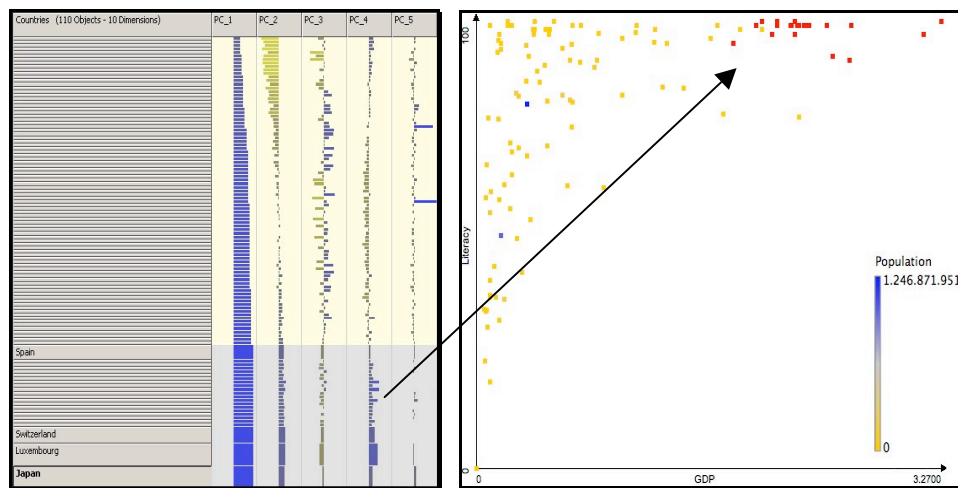 Countries (110 Objects - 10 Dimensions) PC_1 PC_2 PC_3 PC_4 PC_5
Spain
Switzerland
Luxembourg
Japan
100
Literacy
0
0 GDP 3.2700
Population
1.246.871.951
0